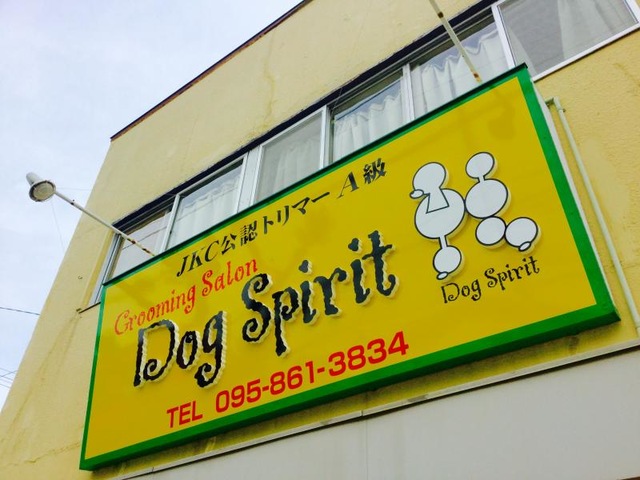 JKC公認トリマー A級
Grooming Salon
Dog Spirit
TEL 095-861-3834
Dog Spirit